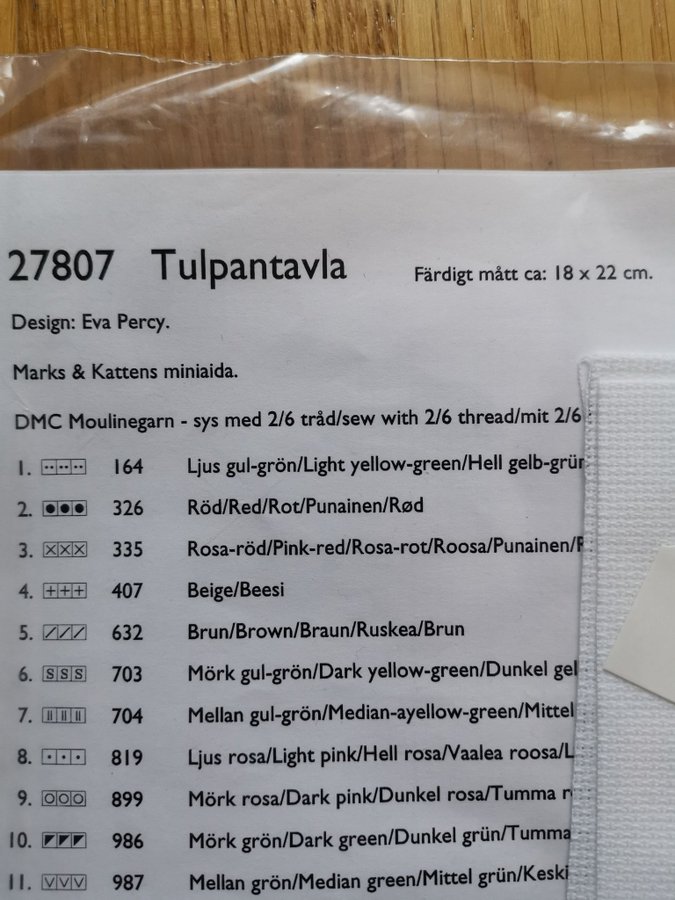 27807 Tulpantavla
Färdigt mått ca: 18 x 22 cm.
Design: Eva Percy.
Marks & Kattens miniaida.
DMC Moulinegarn - sys med 2/6 tråd/sew with 2/6 thread/mit 2/6
1. 164 Ljus gul-grön/Light yellow-green/Hell gelb-grün
2. 326 Röd/Red/Rot/Punainen/Rød
3. 335 Rosa-röd/Pink-red/Rosa-rot/Roosa/Punainen/
4. 407 Beige/Beesi
5. 632 Brun/Brown/Braun/Ruskea/Brun
6. SSS 703 Mörk gul-grön/Dark yellow-green/Dunkel gel
7. 704 Mellan gul-grön/Median-ayellow-green/Mittel
8. 819 Ljus rosa/Light pink/Hell rosa/Vaalea roosa/L
9. 899 Mörk rosa/Dark pink/Dunkel rosa/Tumma r
10. 986 Mörk grön/Dark green/Dunkel grün/Tumma
11. VVV 987 Mellan grön/Median green/Mittel grün/Keski